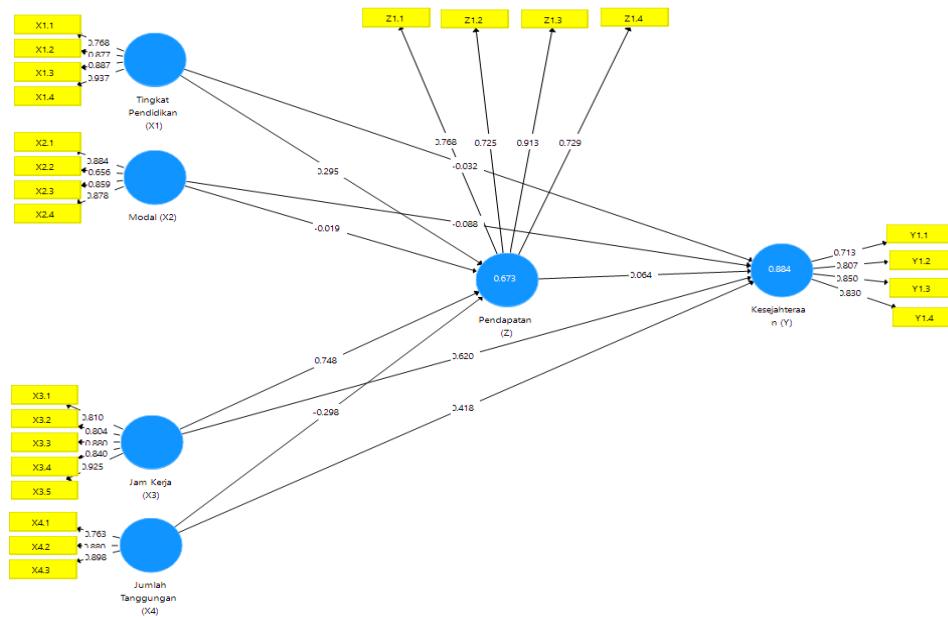 X1.1
X1.2
X1.3
X1.4
0.768
0.877
0.887
0.937
Tingkat
Pendidikan
(X1)
X2.1
X2.2
X2.3
X2.4
0.884
0.656
0.859
0.878
Modal (X2)
Z1.1
Z1.2
Z1.3
Z1.4
0.768
0.725
0.913
0.729
-0.032
0.295
-0.088
-0.019
0.673
Pendapatan
(Z)
0.064
0.884
Kesejahteraa
n (Y)
0.713
0.807
0.850
0.830
Y1.1
Y1.2
Y1.3
Y1.4
0.748
0.620
-0.298
0.418
X3.1
X3.2
X3.3
X3.4
X3.5
0.810
0.804
0.880
0.840
0.925
Jam Kerja
(X3)
X4.1
X4.2
X4.3
0.763
0.880
0.898
Jumlah
Tanggungan
(X4)